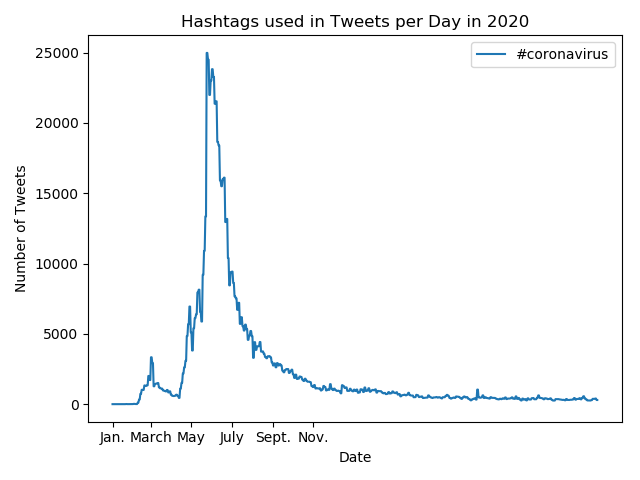 Hashtags used in Tweets per Day in 2020
#coronavirus
25000
20000
15000
10000
5000
0
Number of Tweets
Jan. March May July Sept. Nov.
Date